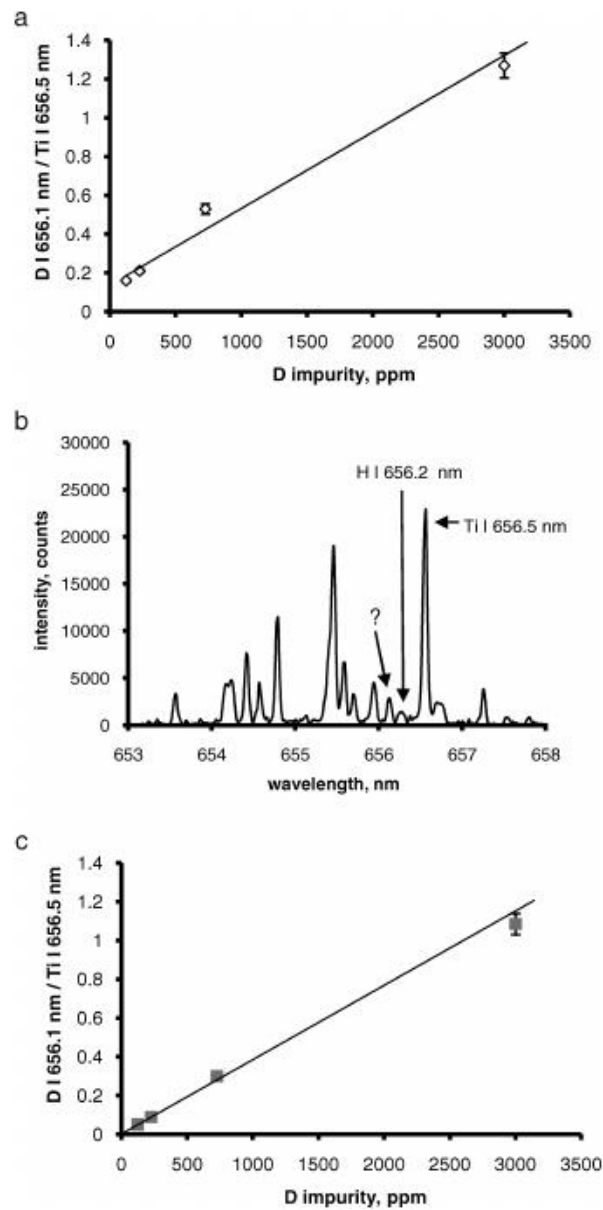 a
D I 656.1 nm / Ti I 656.5 nm
1.4
1.2
1
0.8
0.6
0.4
0.2
0
0 500 1000 1500 2000 2500 3000 3500
D impurity, ppm
b
intensity, counts
30000
25000
20000
15000
10000
5000
0
H I 656.2 nm
Ti I 656.5 nm
?
653 654 655 656 657 658
wavelength, nm
c
D I 656.1 nm / Ti I 656.5 nm
1.4
1.2
1
0.8
0.6
0.4
0.2
0
0 500 1000 1500 2000 2500 3000 3500
D impurity, ppm